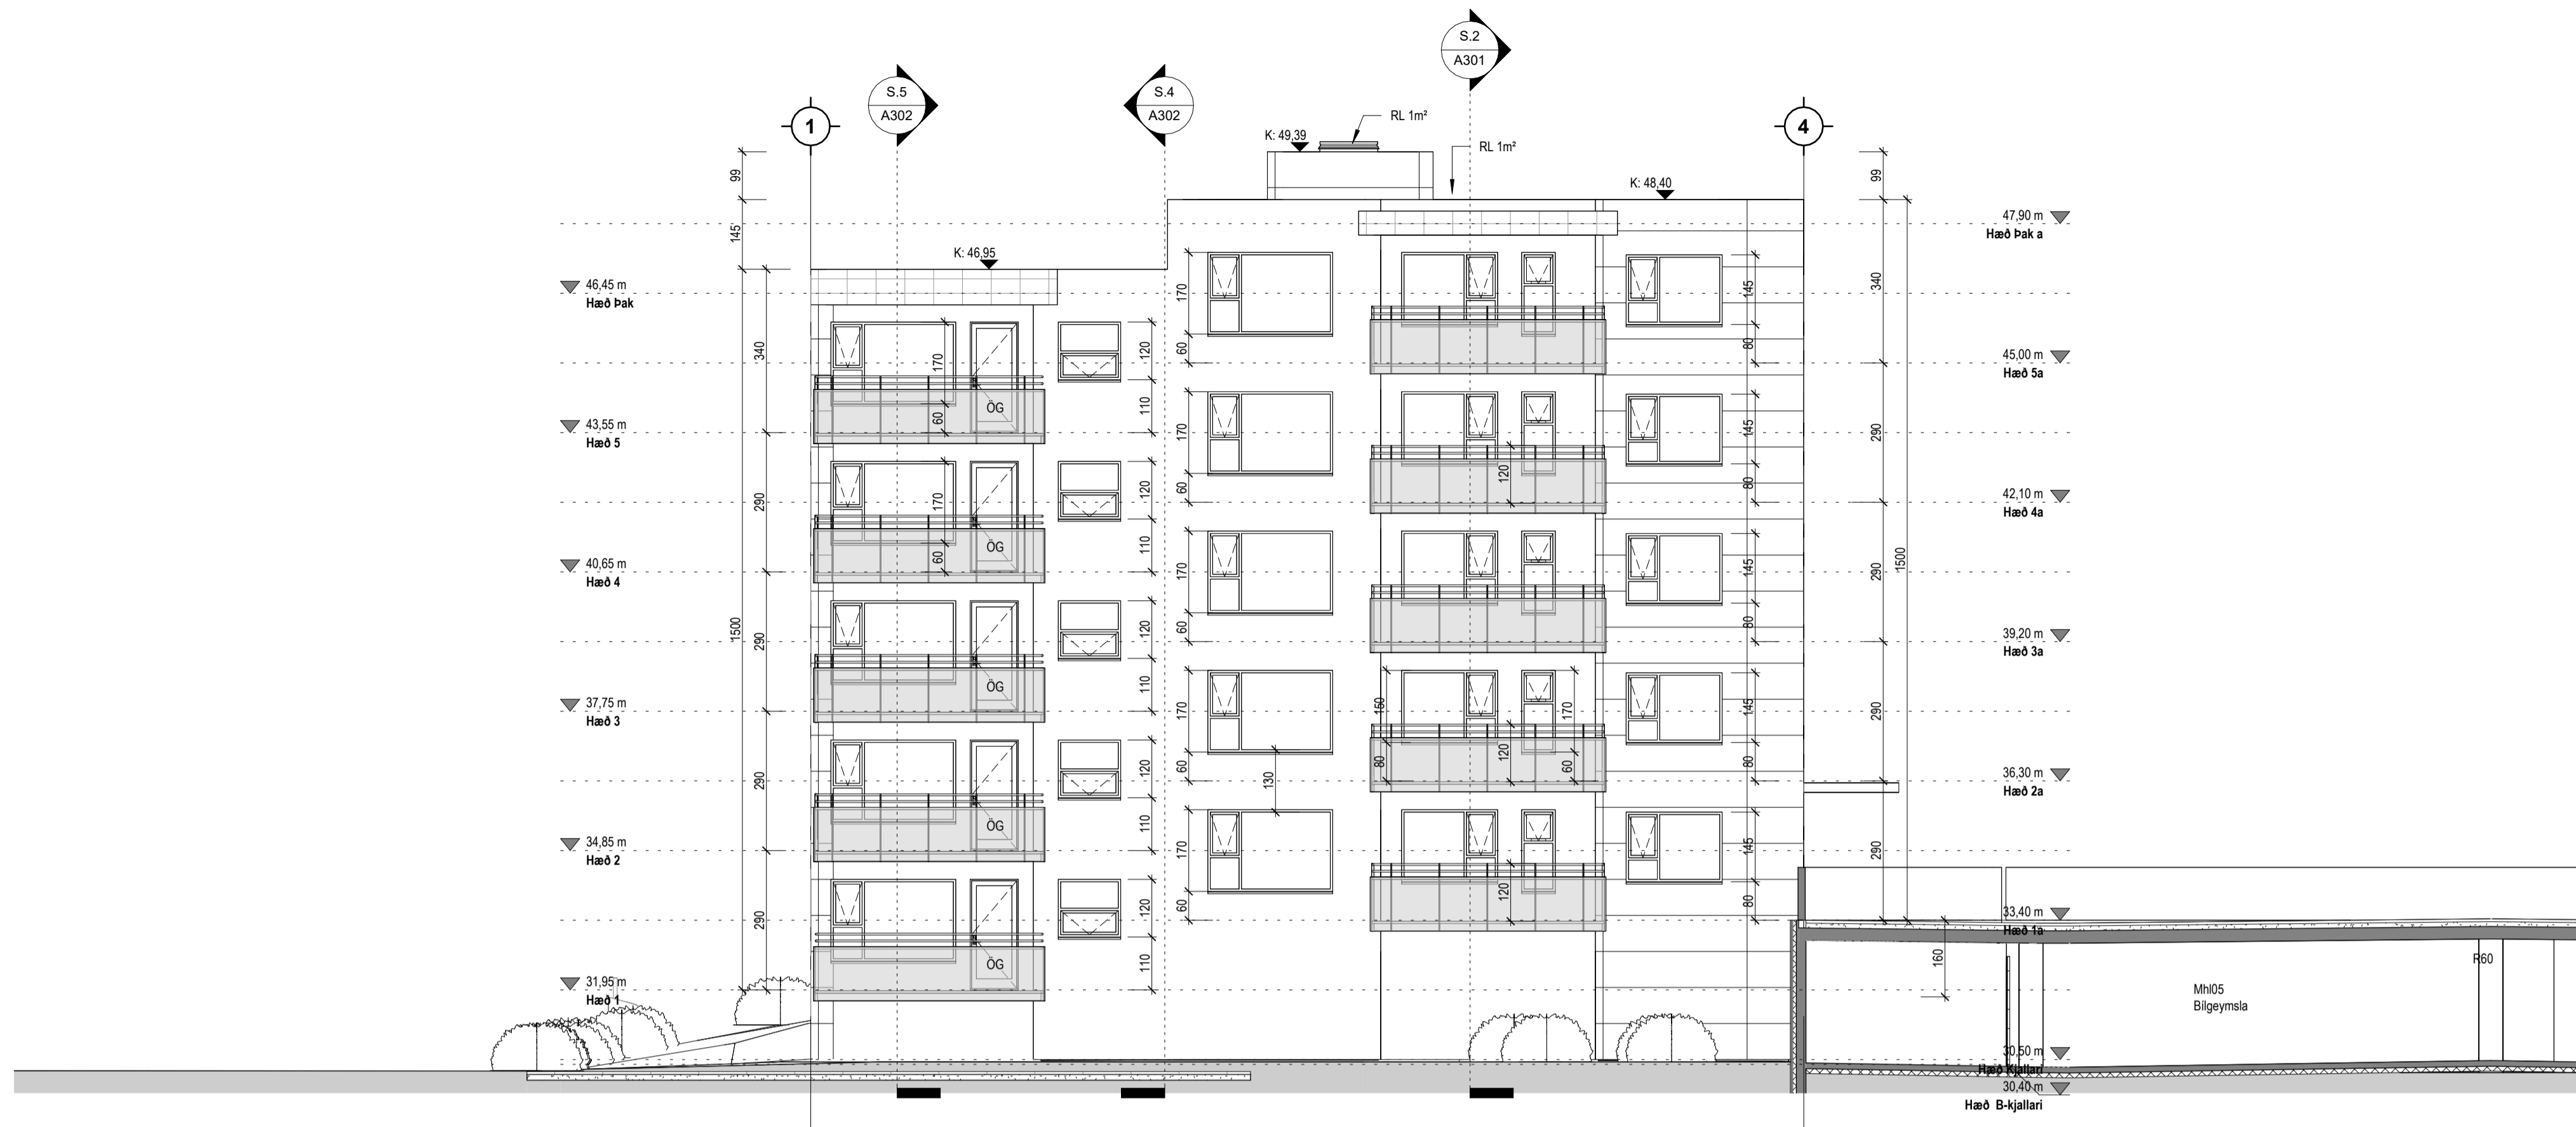 S.2
A301
S.5
A302
S.4
A302
1
4
RL 1m²
K: 49,39
RL 1m²
K: 48,40
K: 46,95
99
145
1500
340
290
290
290
290
46,45 m
Hæð Þak
43,55 m
Hæð 5
40,65 m
Hæð 4
37,75 m
Hæð 3
34,85 m
Hæð 2
31,95 m
Hæð 1
170
60
ÖG
170
60
ÖG
ÖG
ÖG
ÖG
120
110
120
110
120
110
120
110
120
110
170
60
170
60
170
60
170
60
170
60
130
120
150
80
120
170
60
120
145
80
145
80
145
80
145
80
145
80
99
340
290
290
290
290
1500
160
47,90 m
Hæð Þak a
45,00 m
Hæð 5a
42,10 m
Hæð 4a
39,20 m
Hæð 3a
36,30 m
Hæð 2a
33,40 m
Hæð 1a
30,50 m
Hæð Kjallari
30,40 m
Hæð B-kjallari
R60
Mhl05
Bílgeymsla